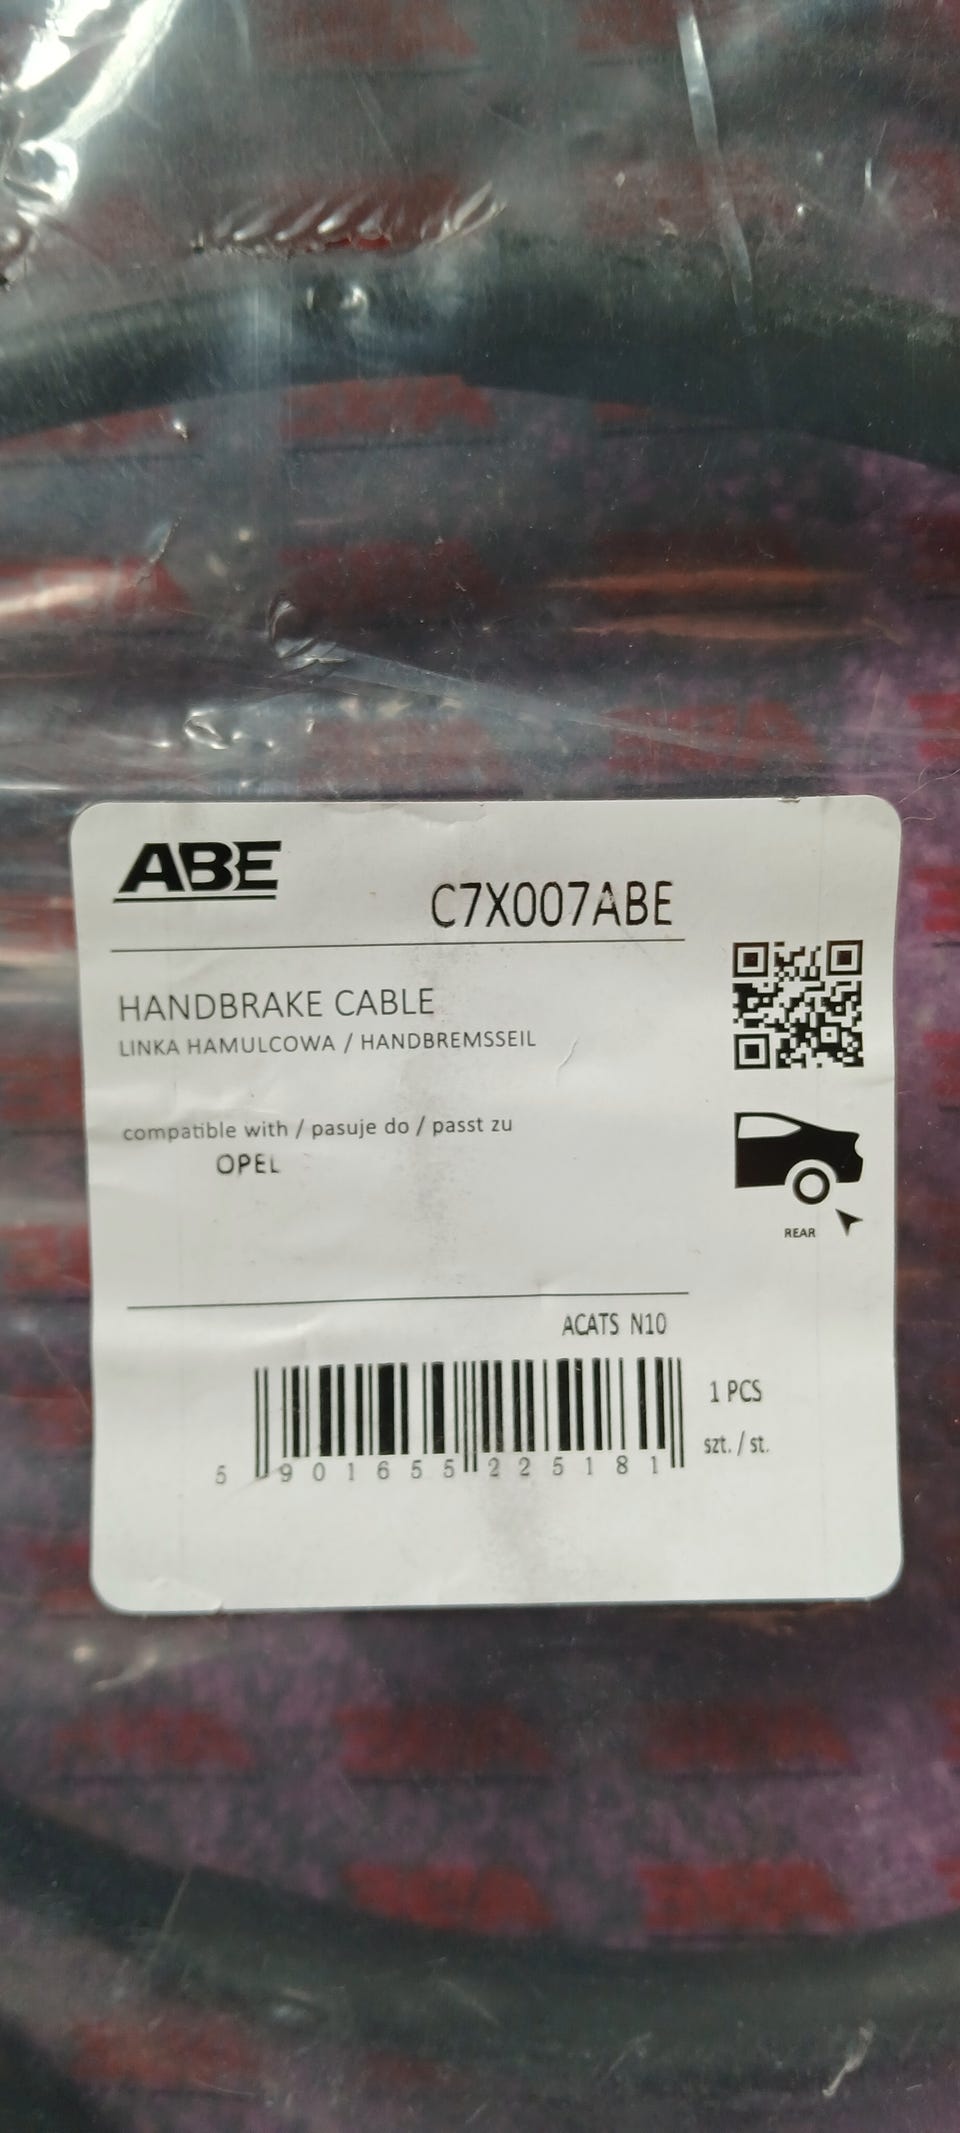 ABE
C7X007ABE
HANDBRAKE CABLE
LINKA HAMULCOWA / HANDBREMSSEIL
compatible with / pasuje do / passt zu
OPEL
REAR
ACATS N10
1 PCS
szt. / st.
5 901655 225181